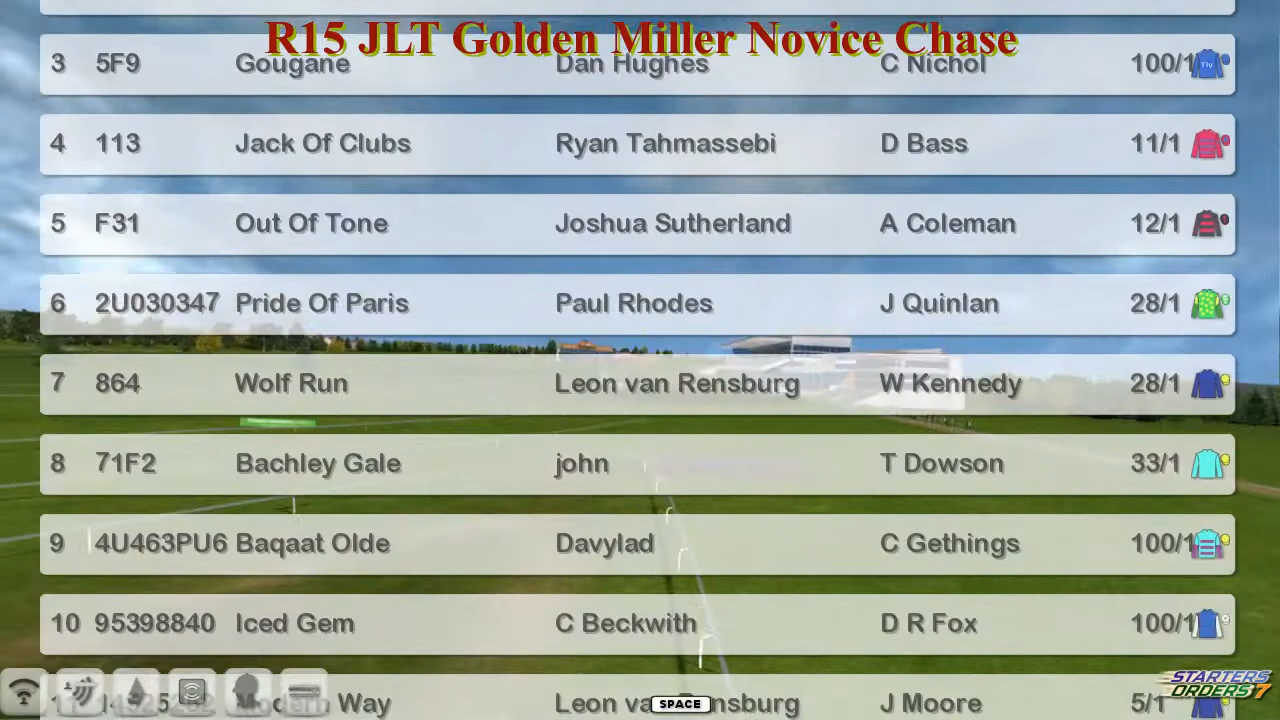 R15 JLT Golden Miller Novice Chase
3 5F9 Gougane Dan Hughes C Nichol 100/1
4 113 Jack Of Clubs Ryan Tahmassebi D Bass 11/1
5 F31 Out Of Tone Joshua Sutherland A Coleman 12/1
6 2U030347 Pride Of Paris Paul Rhodes J Quinlan 28/1
7 864 Wolf Run Leon van Rensburg W Kennedy 28/1
8 71F2 Bachley Gale john T Dowson 33/1
9 4U463PU6 Baqaat Olde Davylad C Gethings 100/1
10 95398840 Iced Gem C Beckwith D R Fox 100/1
Way Leon J Moore 5/1
SPACE
STARTERS
ORDERS 7